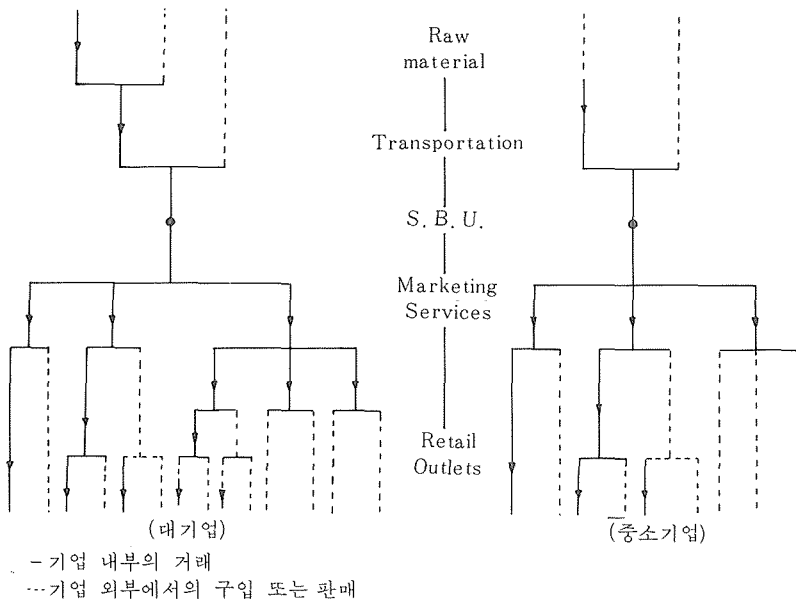 Raw
material
Transportation
S. B. U.
Marketing
Services
Retail
Outlets
(대기업)
(중소기업)
─ 기업 내부의 거래
--- 기업 외부에서의 구입 또는 판매